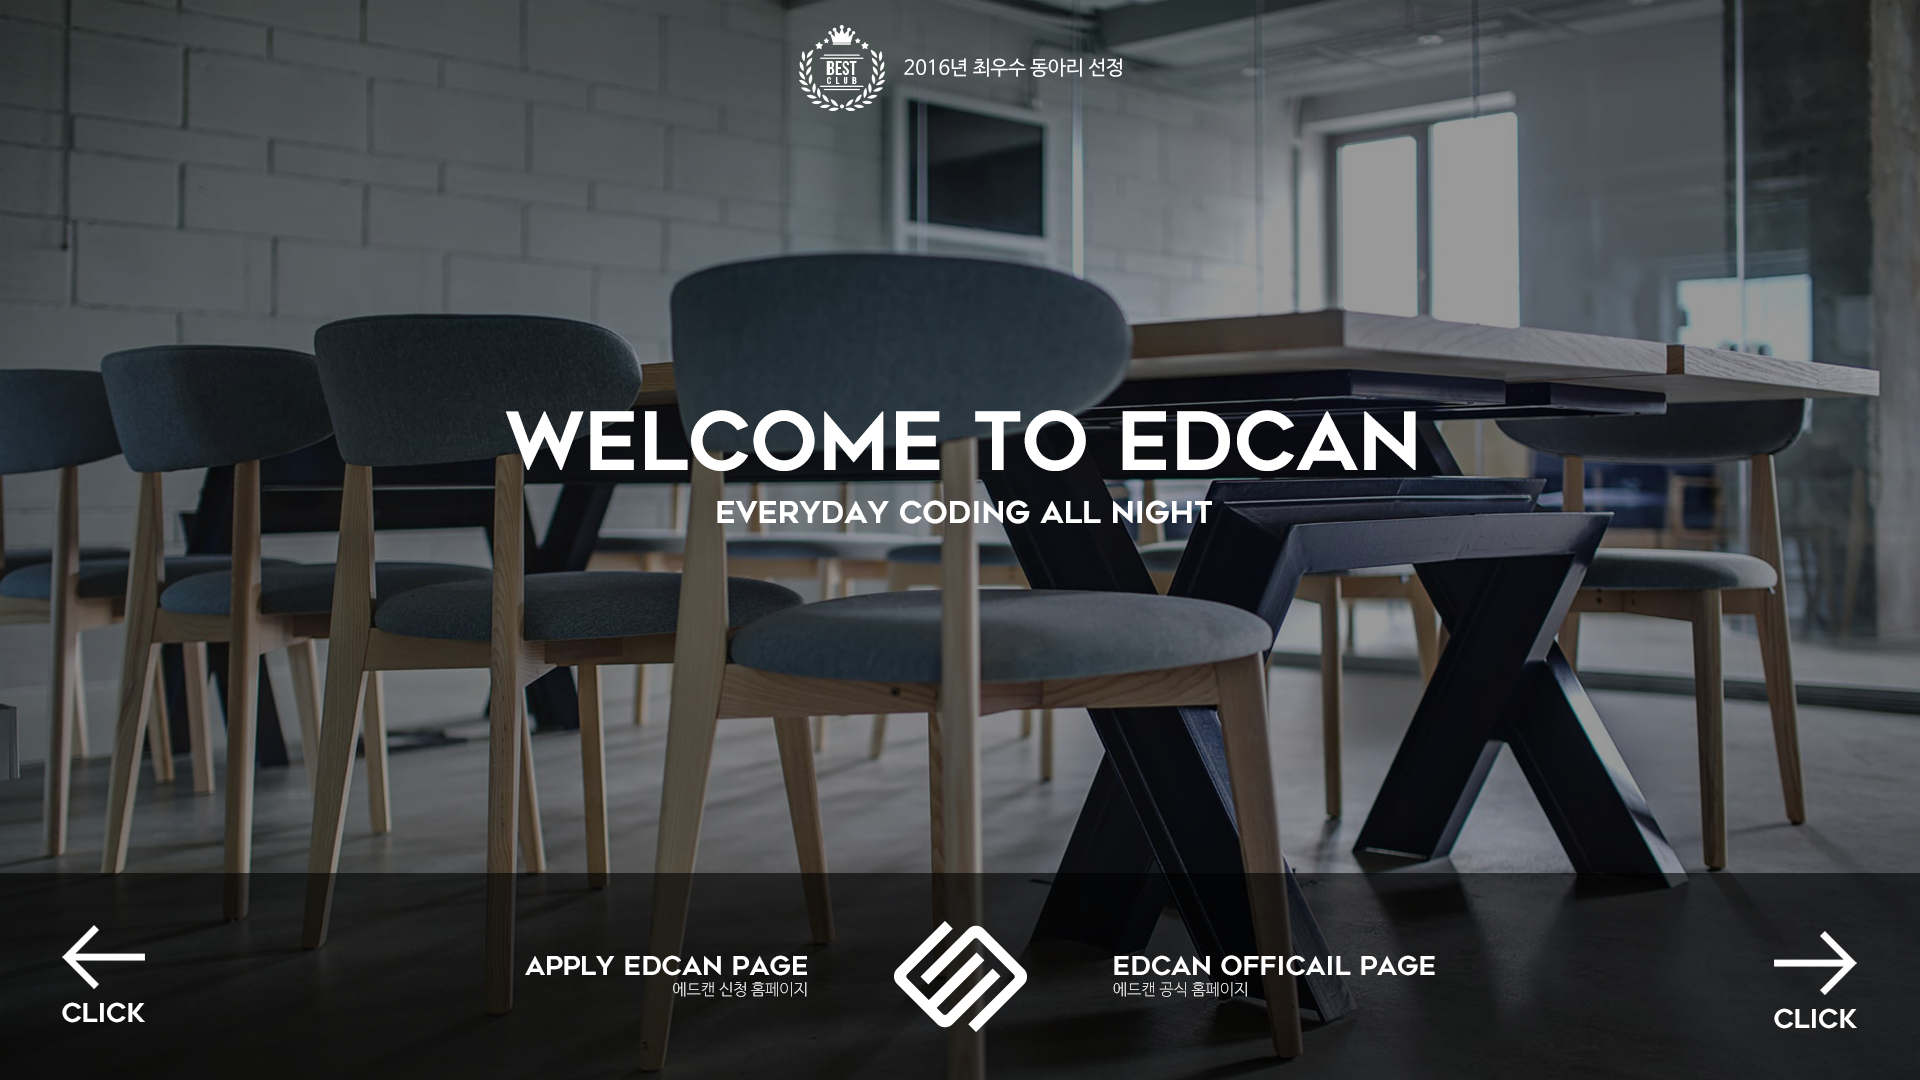 BEST
CLUB
2016년 최우수 동아리 선정
WELCOME TO EDCAN
EVERYDAY CODING ALL NIGHT
CLICK
APPLY EDCAN PAGE
에드캔 신청 홈페이지
EDCAN OFFICAIL PAGE
에드캔 공식 홈페이지
CLICK